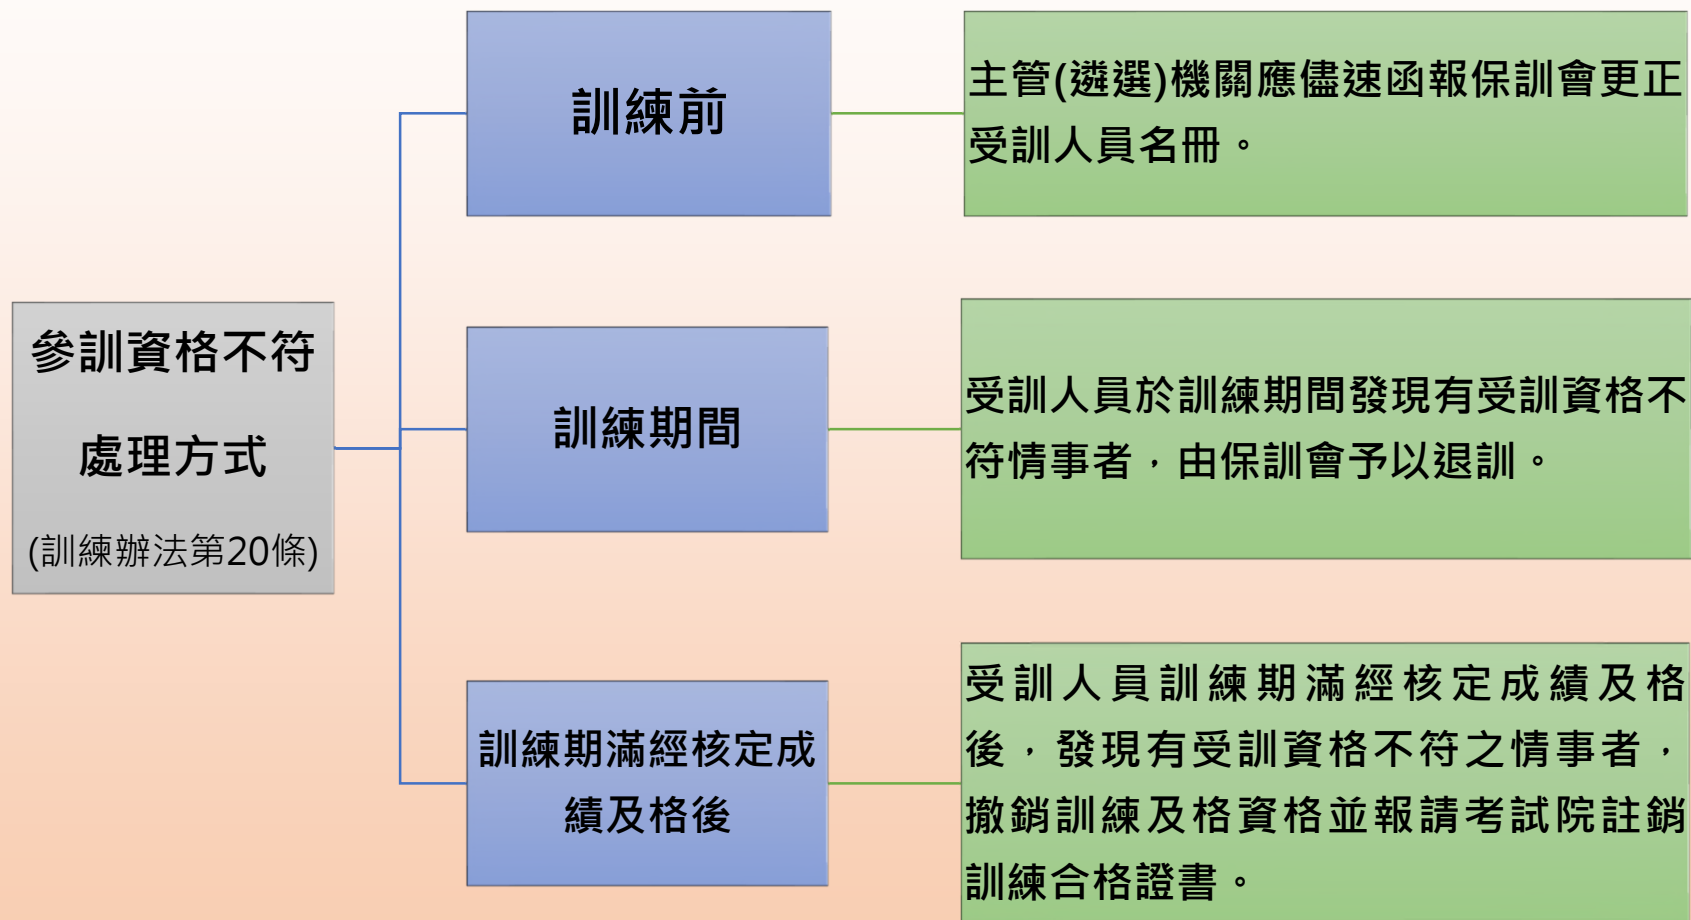 參訓資格不符
處理方式
(訓練辦法第20條)
訓練前
主管(遴選)機關應儘速函報保訓會更正
受訓人員名冊。
訓練期間
受訓人員於訓練期間發現有受訓資格不
符情事者，由保訓會予以退訓。
訓練期滿經核定成
績及格後
受訓人員訓練期滿經核定成績及格
後，發現有受訓資格不符之情事者，
撤銷訓練及格資格並報請考試院註銷
訓練合格證書。